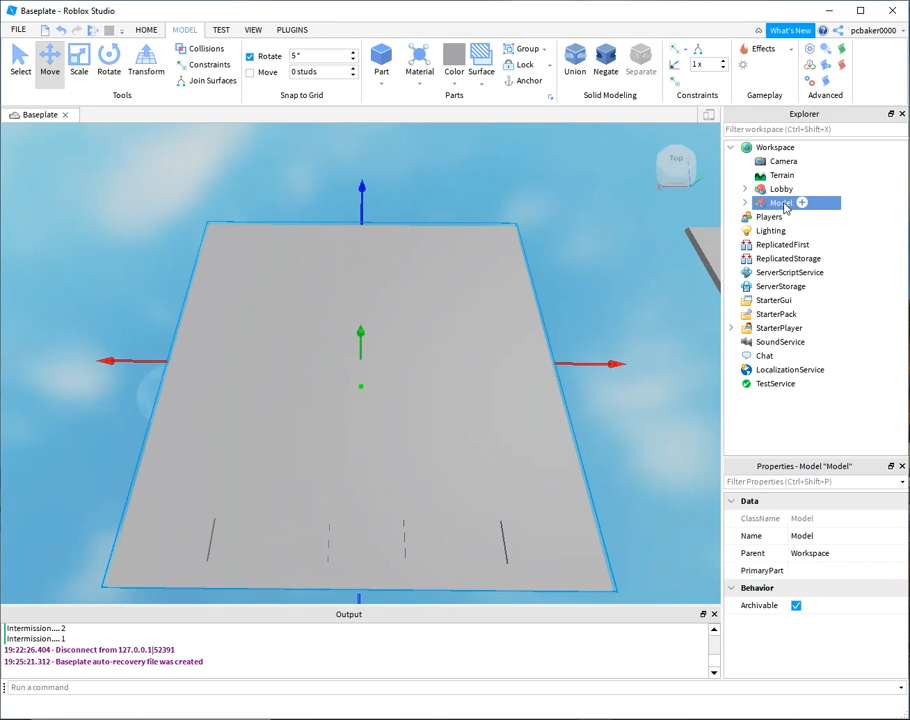 Baseplate - Roblox Studio
FILE HOME MODEL TEST VIEW PLUGINS What's New pcbaker0000
Select Move Scale Rotate Transform
Collisions
Constraints
Join Surfaces
Tools
Rotate 5°
Move 0 studs
Snap to Grid
Part Material Color Surface
Group
Lock
Anchor
Parts
Union Negate Separate
Solid Modeling
1x
Constraints
Effects
Gameplay
Advanced
Baseplate
Top
Explorer
Filter workspace (Ctrl+Shift+X)
Workspace
Camera
Terrain
Lobby
Model
Players
Lighting
ReplicatedFirst
ReplicatedStorage
ServerScriptService
ServerStorage
StarterGui
StarterPack
StarterPlayer
SoundService
Chat
LocalizationService
TestService
Properties - Model "Model"
Filter Properties (Ctrl+Shift+P)
Data
ClassName Model
Name Model
Parent Workspace
PrimaryPart
Behavior
Archivable
Output
Intermission.... 2
Intermission.... 1
19:22:26.404 - Disconnect from 127.0.0.1|52391
19:25:21.312 - Baseplate auto-recovery file was created
Run a command